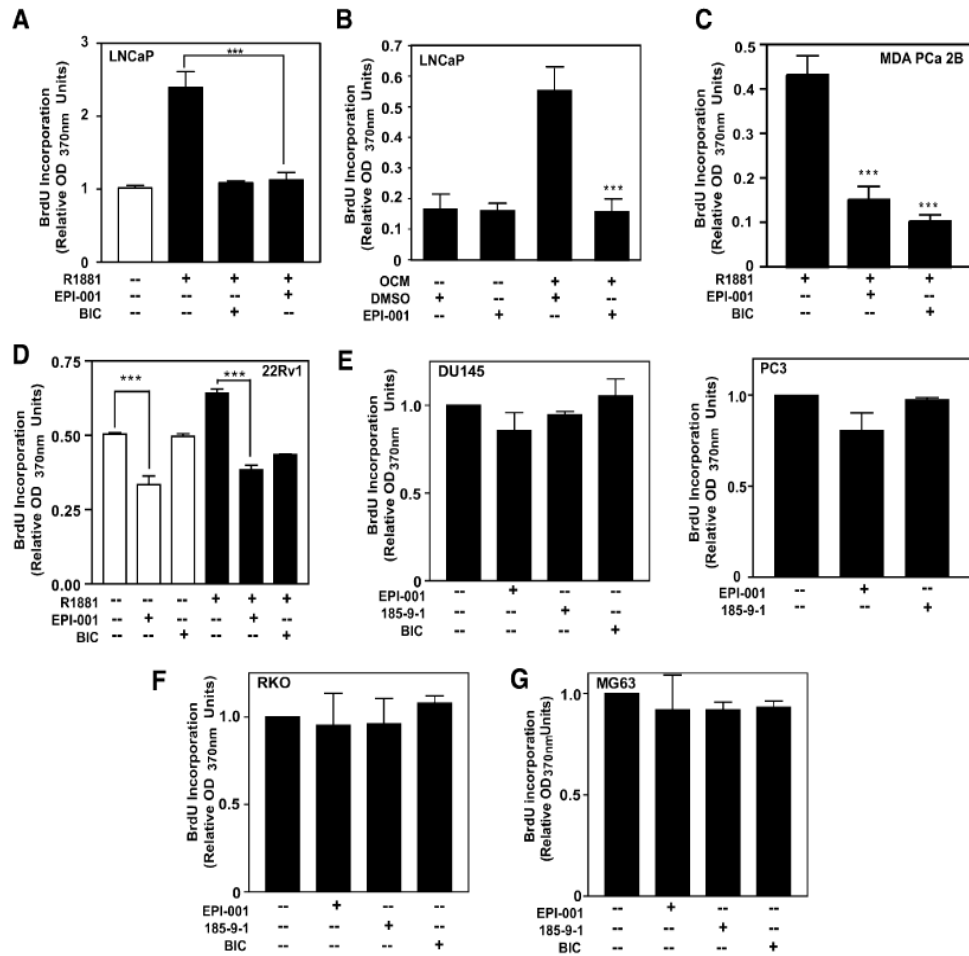 A
LNCaP
BrdU Incorporation
(Relative OD 370nm Units)
3
2
1
0
***
R1881 -- + + +
EPI-001 -- -- -- +
BIC -- -- + --
B
LNCaP
BrdU Incorporation
(Relative OD 370nm Units)
0.7
0.6
0.5
0.4
0.3
0.2
0.1
0
***
OCM -- -- + +
DMSO + -- + --
EPI-001 -- + -- +
C
MDA PCa 2B
BrdU Incorporation
(Relative OD 370nm Units)
0.5
0.4
0.3
0.2
0.1
0
***
***
R1881 + + +
EPI-001 -- + --
BIC -- -- +
D
22Rv1
BrdU Incorporation
(Relative OD 370nm Units)
0.75
0.50
0.25
0.00
***
***
R1881 -- -- -- + + +
EPI-001 -- + -- -- + --
BIC -- -- + -- -- +
E
DU145
BrdU Incorporation
(Relative OD 370nm Units)
1.0
0.5
0
EPI-001 -- + -- --
185-9-1 -- -- + --
BIC -- -- -- +
PC3
BrdU Incorporation
(Relative OD 370nm Units)
1.0
0.5
0
EPI-001 -- + --
185-9-1 -- -- +
F
RKO
BrdU Incorporation
(Relative OD 370nm Units)
1.0
0.5
0
EPI-001 -- + -- --
185-9-1 -- -- + --
BIC -- -- -- +
G
MG63
BrdU incorporation
(Relative OD 370nm Units)
1.0
0.5
0
EPI-001 -- + -- --
185-9-1 -- -- + --
BIC -- -- -- +